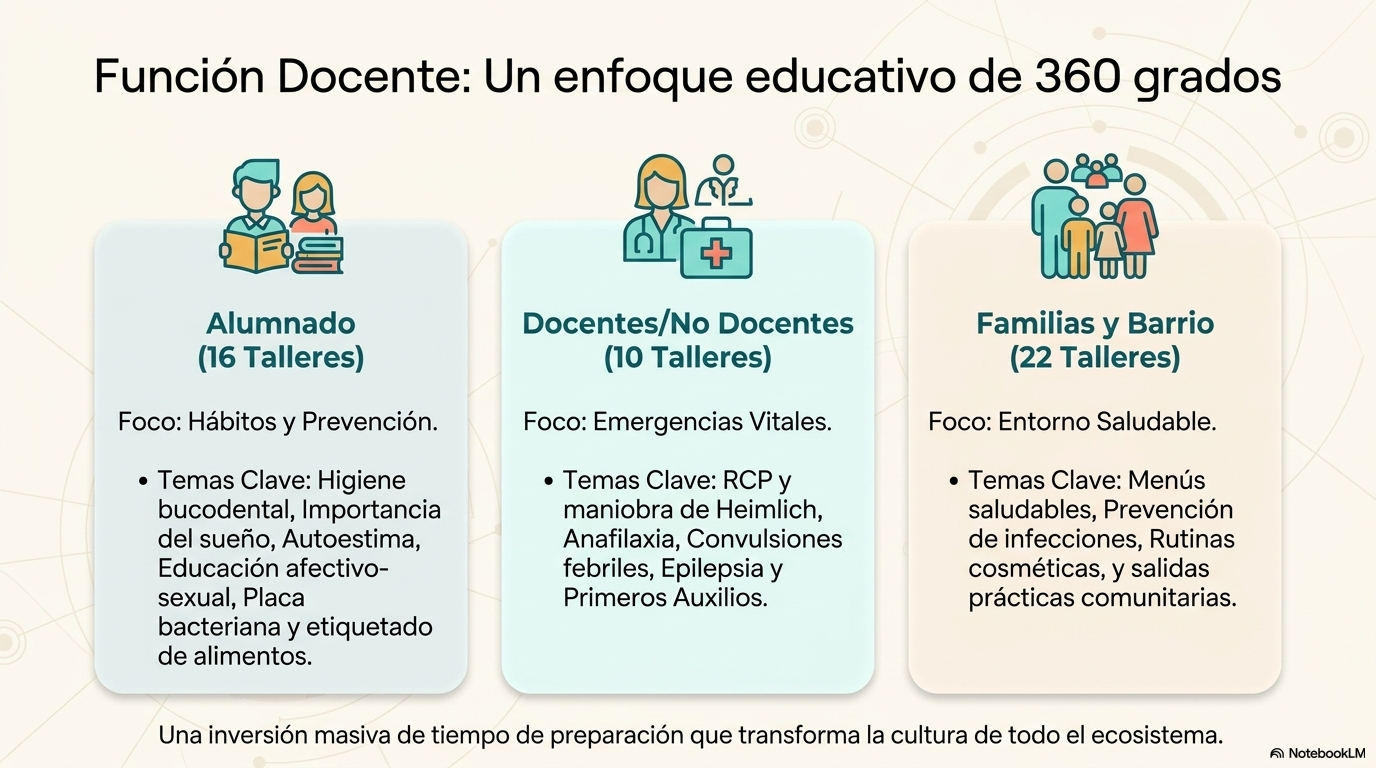 Función Docente: Un enfoque educativo de 360 grados
Alumnado
(16 Talleres)
Foco: Hábitos y Prevención.
• Temas Clave: Higiene
bucodental, Importancia
del sueño, Autoestima,
Educación afectivo-
sexual, Placa
bacteriana y etiquetado
de alimentos.
Docentes/No Docentes
(10 Talleres)
Foco: Emergencias Vitales.
• Temas Clave: RCP y
maniobra de Heimlich,
Anafilaxia, Convulsiones
febriles, Epilepsia y
Primeros Auxilios.
Familias y Barrio
(22 Talleres)
Foco: Entorno Saludable.
• Temas Clave: Menús
saludables, Prevención
de infecciones, Rutinas
cosméticas, y salidas
prácticas comunitarias.
Una inversión masiva de tiempo de preparación que transforma la cultura de todo el ecosistema.
NotebookLM